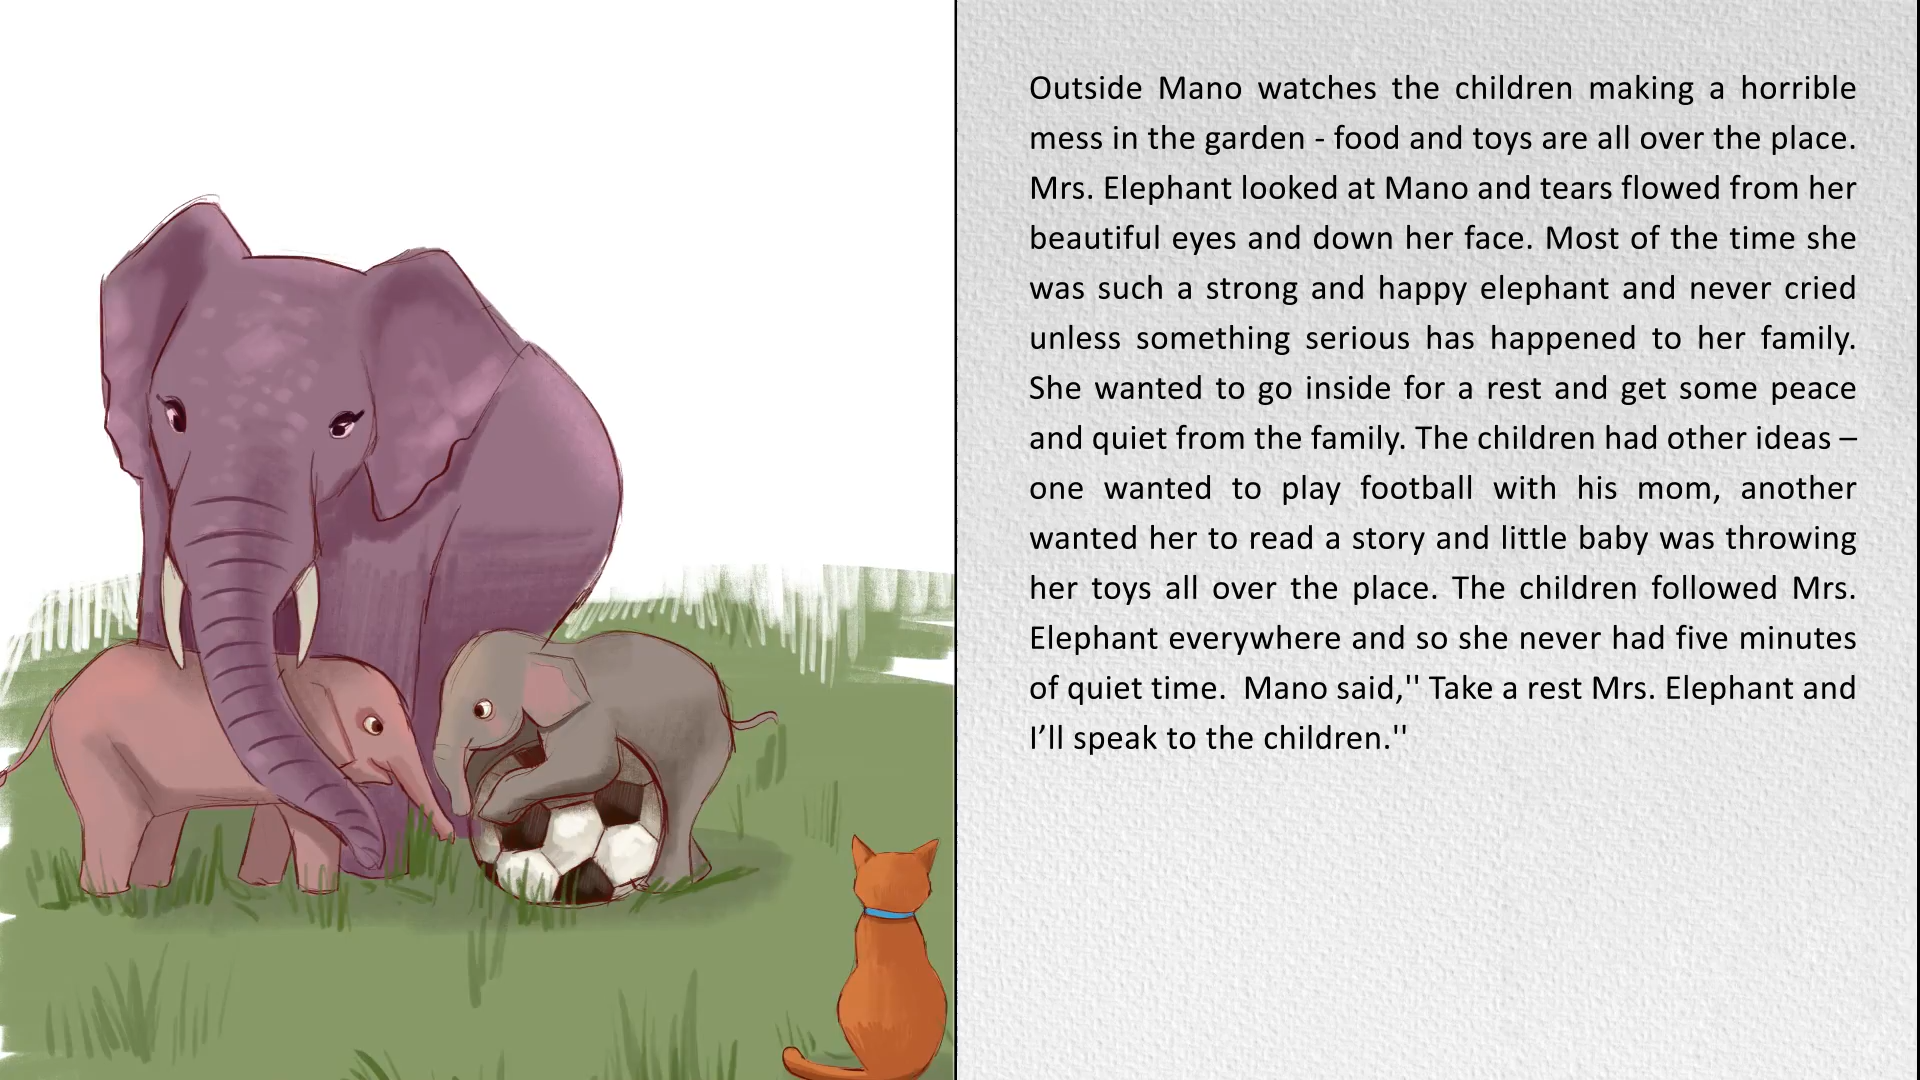 Outside Mano watches the children making a horrible
mess in the garden - food and toys are all over the place.
Mrs. Elephant looked at Mano and tears flowed from her
beautiful eyes and down her face. Most of the time she
was such a strong and happy elephant and never cried
unless something serious has happened to her family.
She wanted to go inside for a rest and get some peace
and quiet from the family. The children had other ideas –
one wanted to play football with his mom, another
wanted her to read a story and little baby was throwing
her toys all over the place. The children followed Mrs.
Elephant everywhere and so she never had five minutes
of quiet time.  Mano said,'' Take a rest Mrs. Elephant and
I’ll speak to the children.''